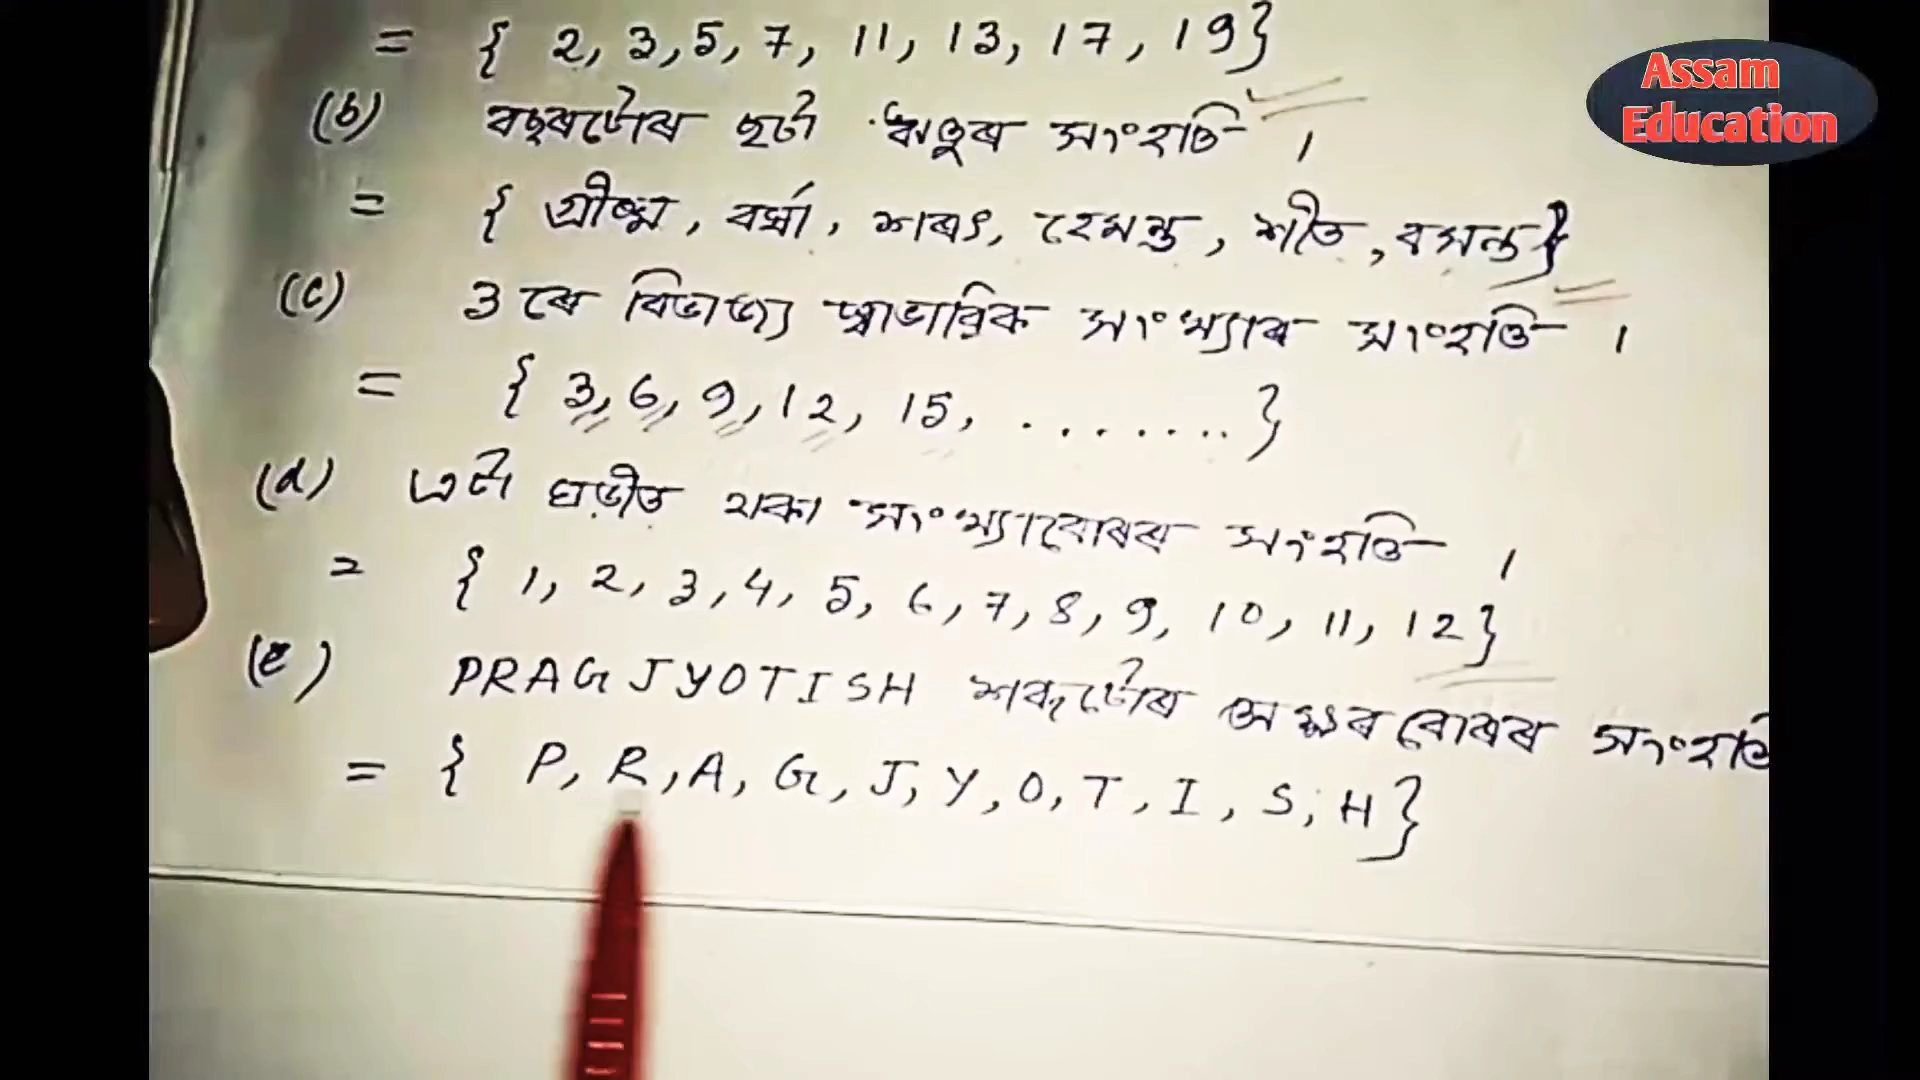 = { 2, 3, 5, 7, 11, 13, 17, 19}
Assam
Education
(b) বছৰটোৰ ছটা ঋতুৰ সংহতি ।
= { গ্ৰীষ্ম, বৰ্ষা, শৰৎ, হেমন্ত, শীত, বসন্ত}
(c) 3 ৰে বিভাজ্য স্বাভাৱিক সংখ্যাৰ সংহতি ।
= { 3, 6, 9, 12, 15, ........ }
(d) এটা ঘড়ীত থকা সংখ্যাবোৰৰ সংহতি ।
= { 1, 2, 3, 4, 5, 6, 7, 8, 9, 10, 11, 12}
(e) PRAGJYOTISH শব্দটোৰ অক্ষৰবোৰৰ সংহতি
= { P, R, A, G, J, Y, O, T, I, S, H}